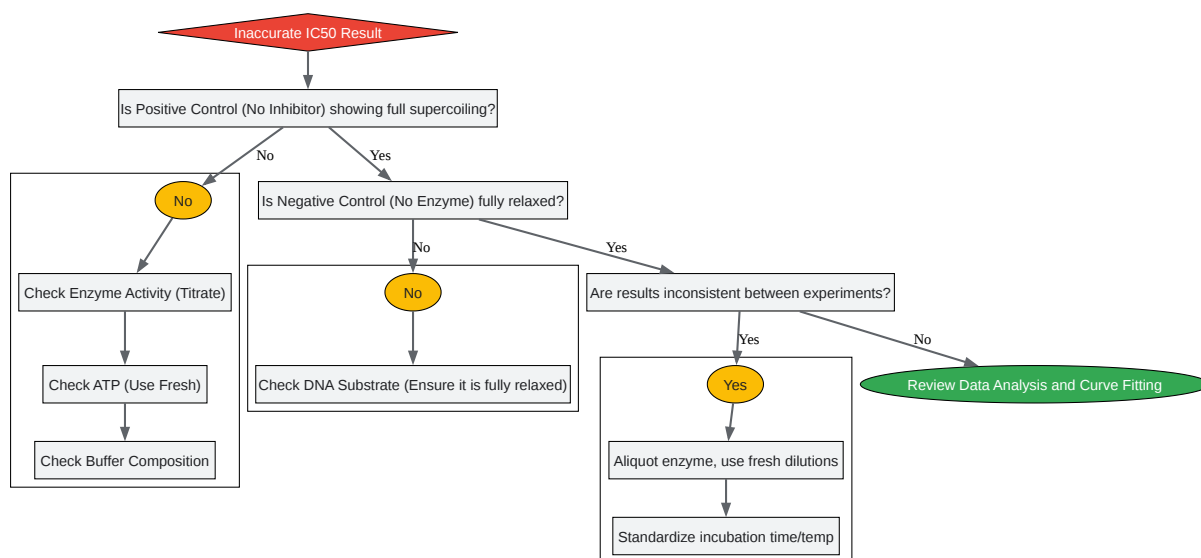 Inaccurate IC50 Result
Is Positive Control (No Inhibitor) showing full supercoiling?
No
Yes
No
Is Negative Control (No Enzyme) fully relaxed?
No
Yes
Check Enzyme Activity (Titrate)
No
Are results inconsistent between experiments?
Yes
No
Check ATP (Use Fresh)
Check DNA Substrate (Ensure it is fully relaxed)
Yes
Review Data Analysis and Curve Fitting
Check Buffer Composition
Aliquot enzyme, use fresh dilutions
Standardize incubation time/temp